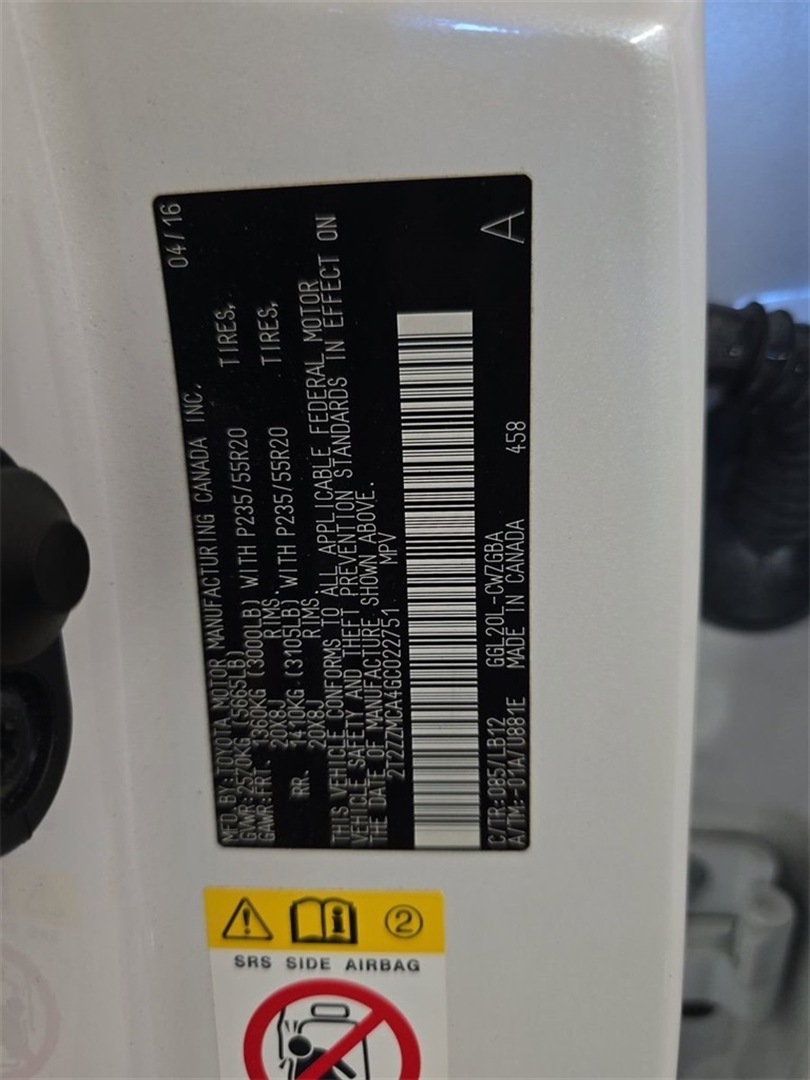 MFD. BY:TOYOTA MOTOR MANUFACTURING CANADA INC. 04/16
GVWR:2570KG (5665LB)
GAWR:FRT. 1360KG (3000LB) WITH P235/55R20 TIRES,
20X8J RIMS,
RR. 1410KG (3105LB) WITH P235/55R20 TIRES,
20X8J RIMS.
THIS VEHICLE CONFORMS TO ALL APPLICABLE FEDERAL MOTOR
VEHICLE SAFETY AND THEFT PREVENTION STANDARDS IN EFFECT ON
THE DATE OF MANUFACTURE SHOWN ABOVE.
2T2ZZMCA4GC022751 MPV
C/TR:085/LB12 GGL20L-CWZGBA
A/TM:-01A/U881E MADE IN CANADA 458 A
2
SRS SIDE AIRBAG